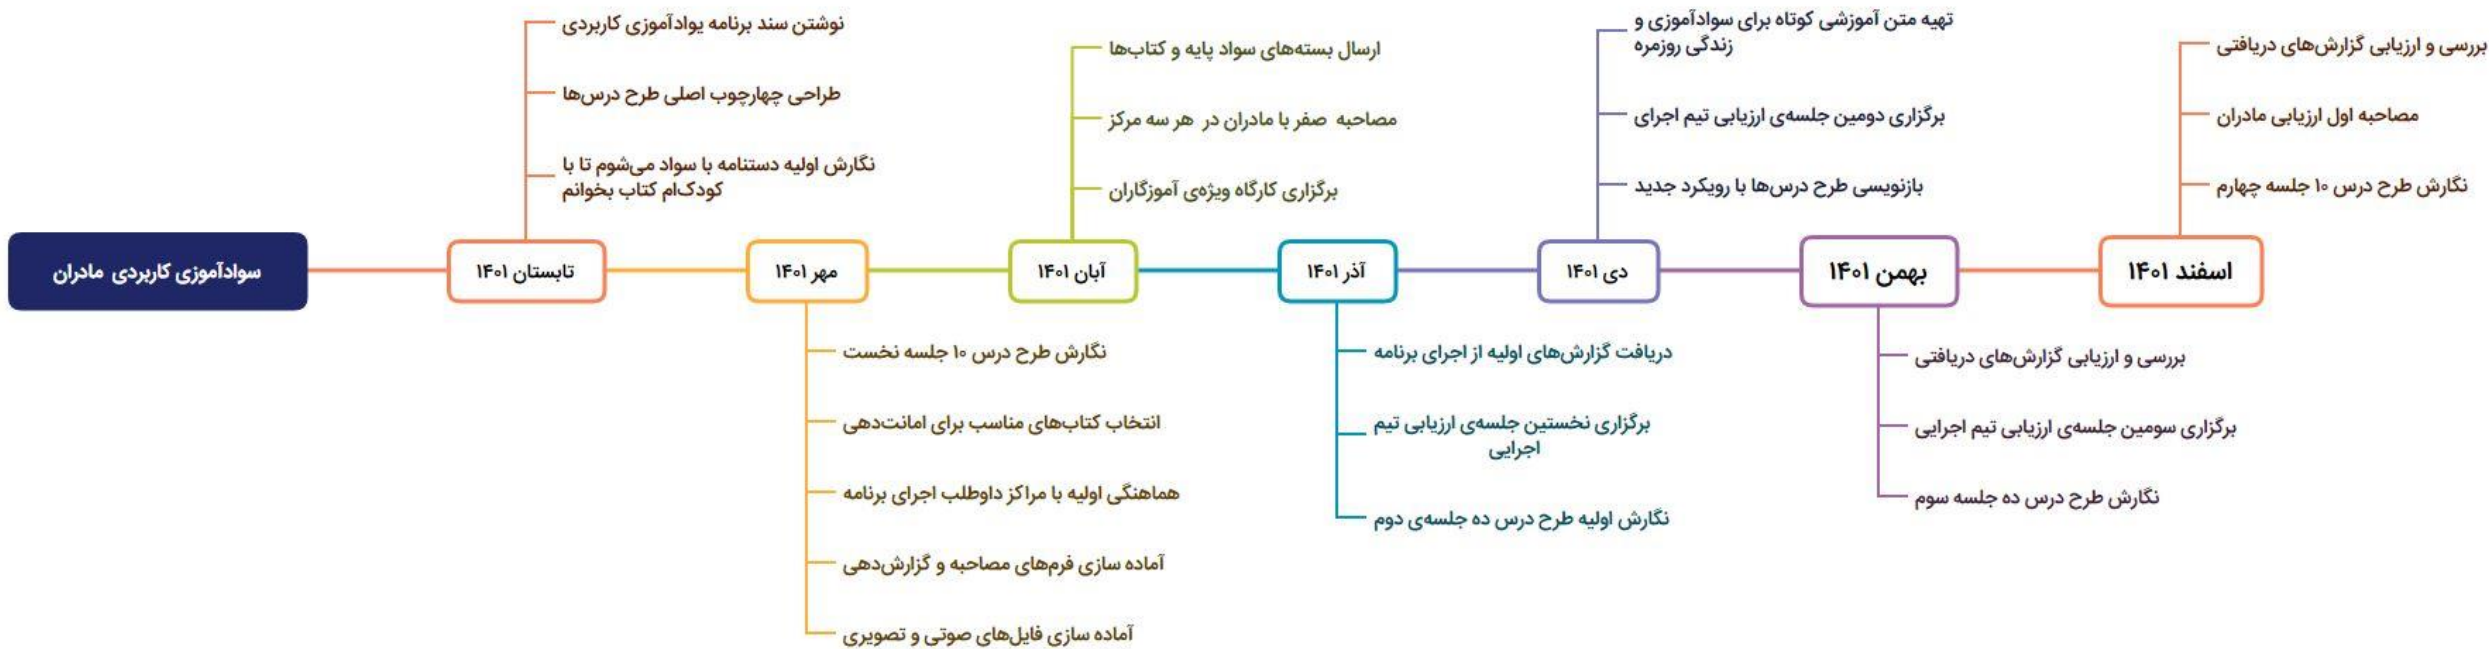 سوادآموزی کاربردی مادران
تابستان ۱۴۰۱
نوشتن سند برنامه یوادآموزی کاربردی
طراحی چهارچوب اصلی طرح درس‌ها
نگارش اولیه دستنامه با سواد می‌شوم تا با
کودک‌ام کتاب بخوانم
مهر ۱۴۰۱
نگارش طرح درس ۱۰ جلسه نخست
انتخاب کتاب‌های مناسب برای امانت‌دهی
هماهنگی اولیه با مراکز داوطلب اجرای برنامه
آماده سازی فرم‌های مصاحبه و گزارش‌دهی
آماده سازی فایل‌های صوتی و تصویری
آبان ۱۴۰۱
ارسال بسته‌های سواد پایه و کتاب‌ها
مصاحبه صفر با مادران در هر سه مرکز
برگزاری کارگاه ویژه‌ی آموزگاران
آذر ۱۴۰۱
دریافت گزارش‌های اولیه از اجرای برنامه
برگزاری نخستین جلسه‌ی ارزیابی تیم
اجرایی
نگارش اولیه طرح درس ده جلسه‌ی دوم
دی ۱۴۰۱
تهیه متن آموزشی کوتاه برای سوادآموزی و
زندگی روزمره
برگزاری دومین جلسه‌ی ارزیابی تیم اجرای
بازنویسی طرح درس‌ها با رویکرد جدید
بهمن ۱۴۰۱
بررسی و ارزیابی گزارش‌های دریافتی
برگزاری سومین جلسه‌ی ارزیابی تیم اجرایی
نگارش طرح درس ده جلسه سوم
اسفند ۱۴۰۱
بررسی و ارزیابی گزارش‌های دریافتی
مصاحبه اول ارزیابی مادران
نگارش طرح درس ۱۰ جلسه چهارم